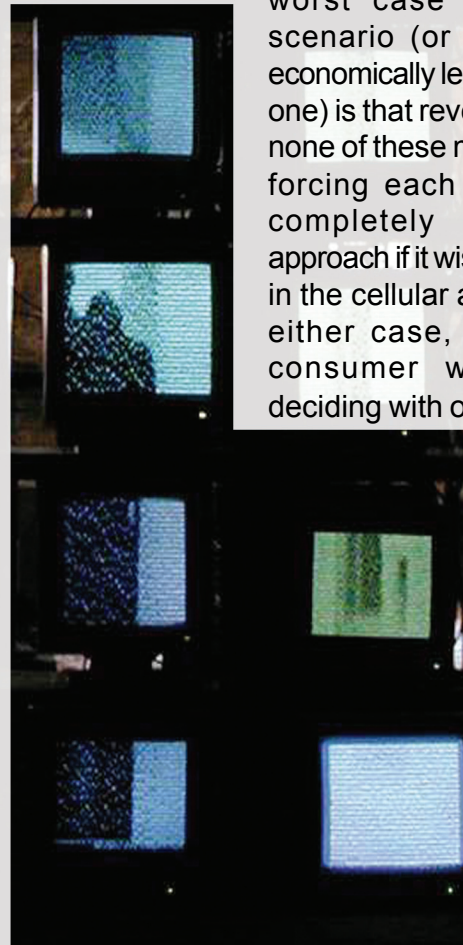 worst case
scenario (or
economically le
one) is that reve
none of these n
forcing each
completely
approach if it wis
in the cellular a
either case,
consumer w
deciding with o